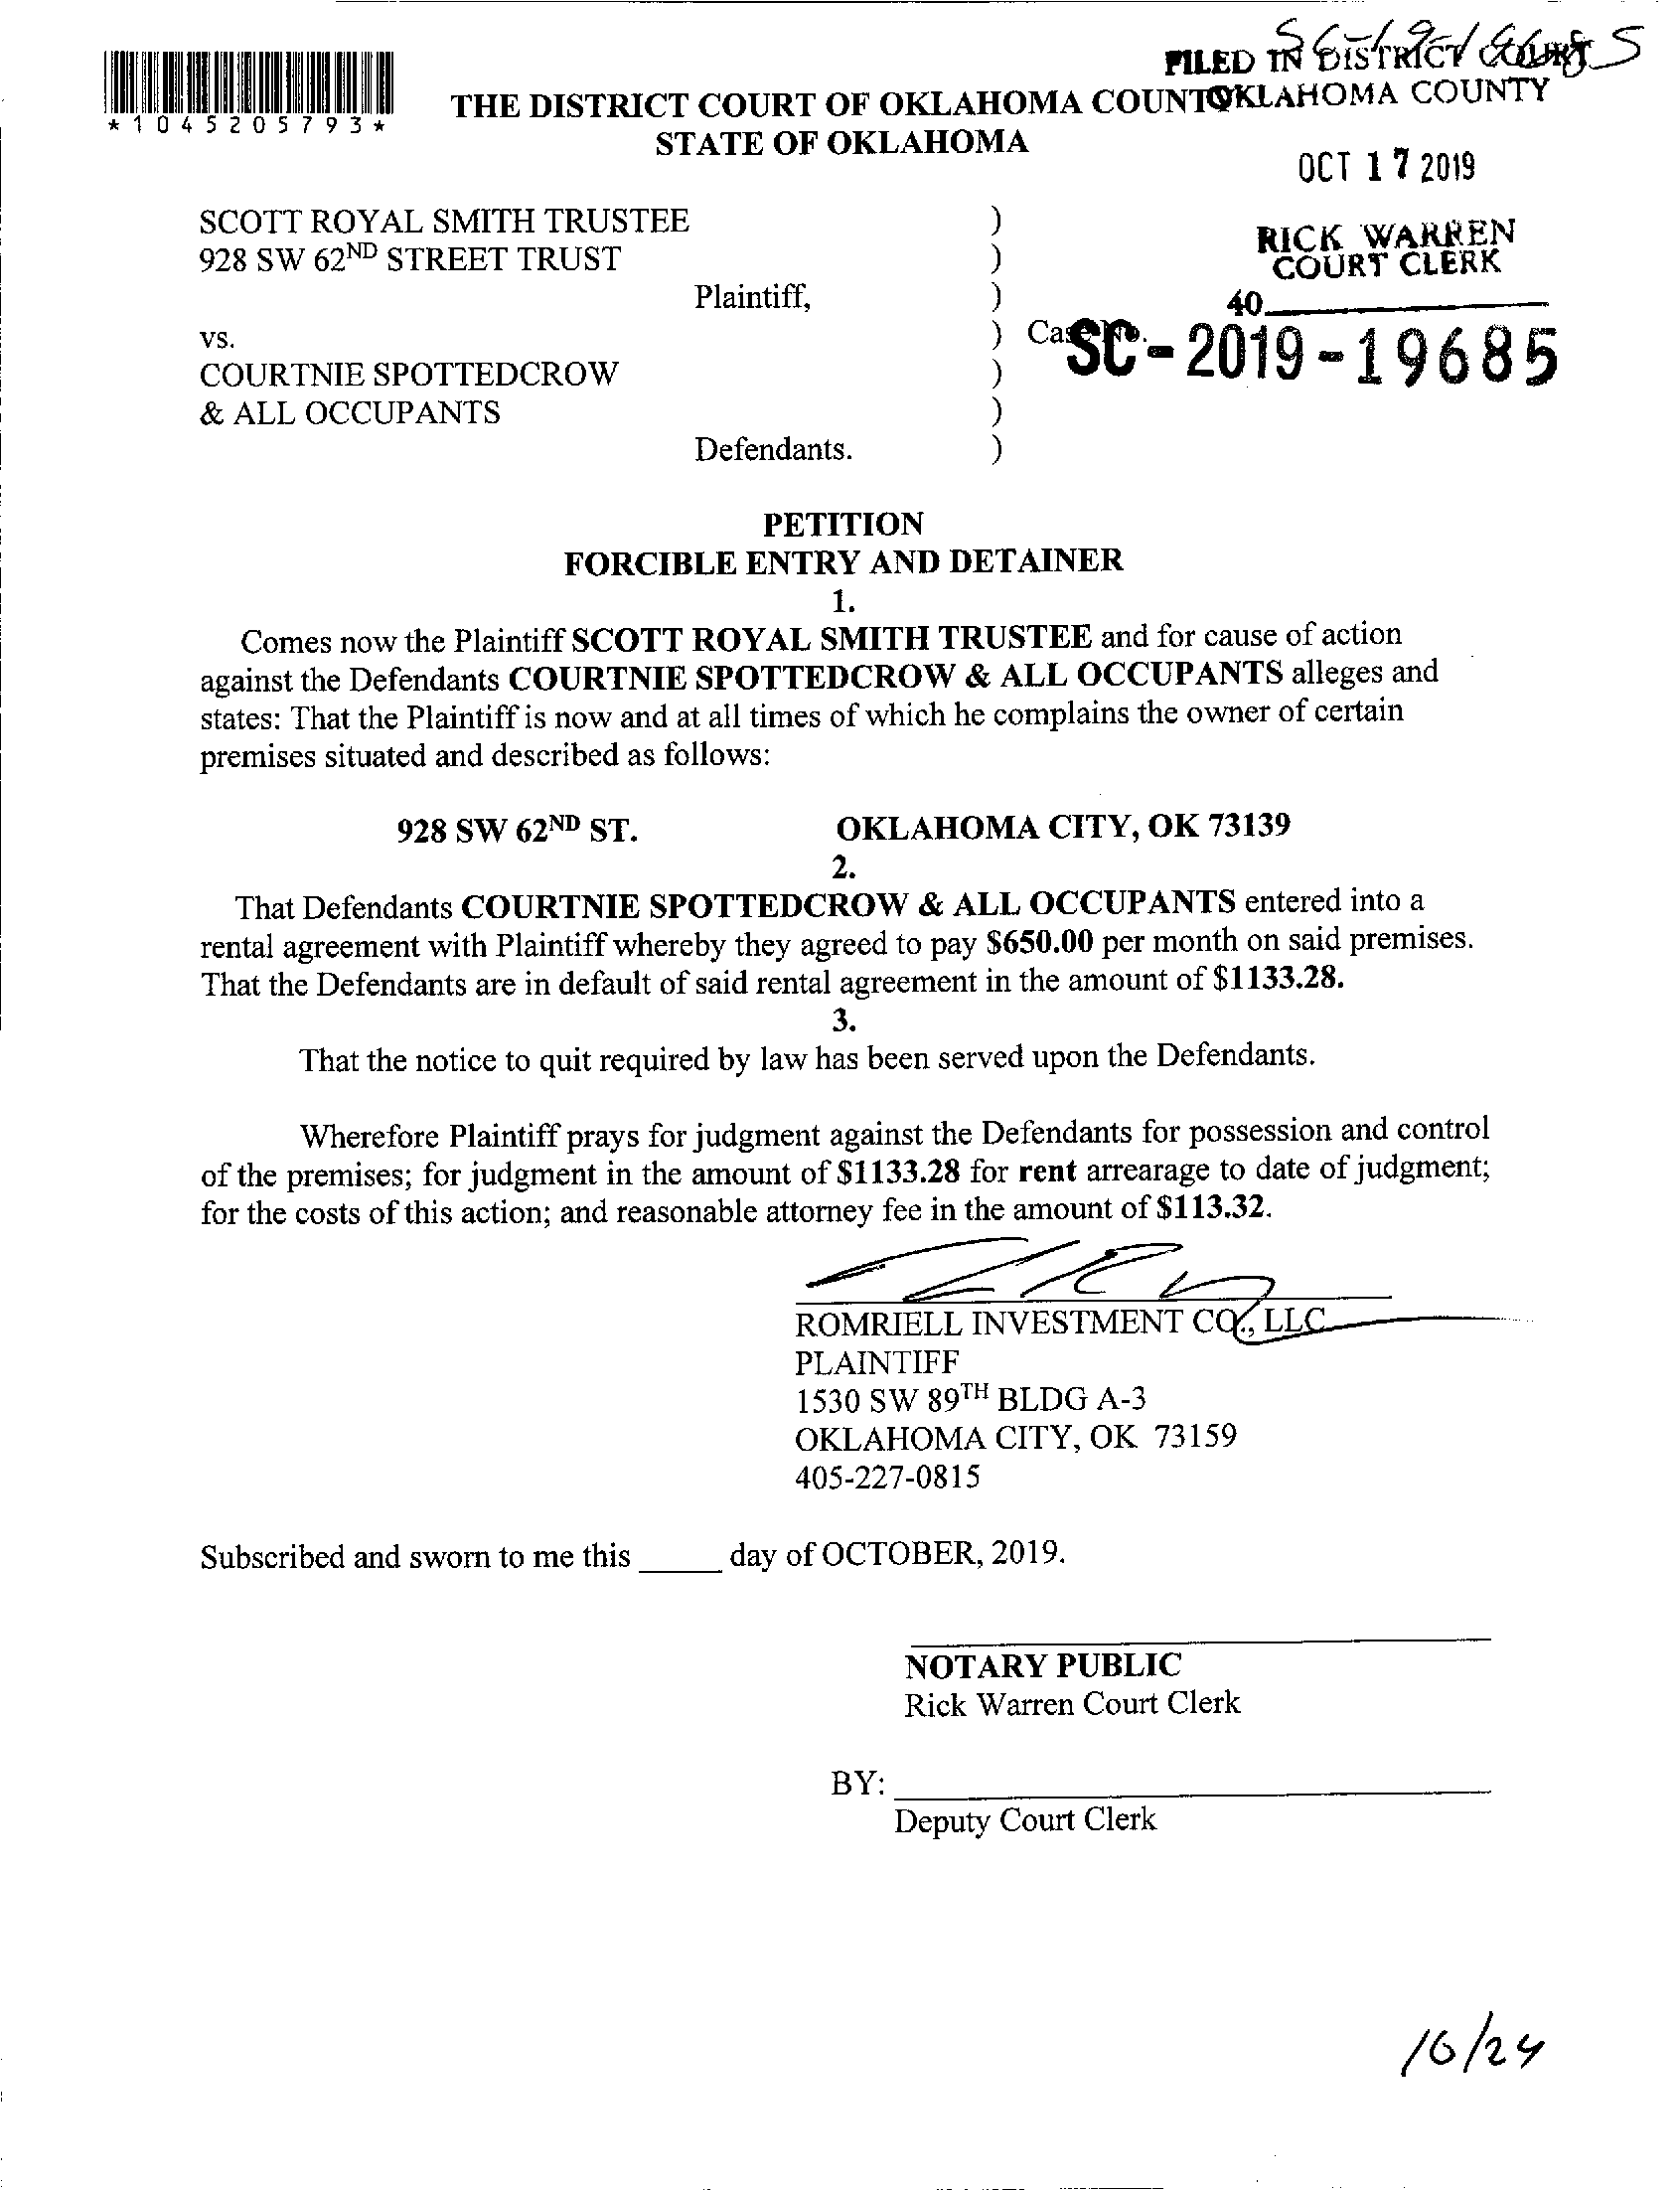 SC-19-19685
FILED IN DISTRICT COURT
*1045205793*
THE DISTRICT COURT OF OKLAHOMA COUNTY
OKLAHOMA COUNTY
STATE OF OKLAHOMA
OCT 17 2019
SCOTT ROYAL SMITH TRUSTEE )
928 SW 62ND STREET TRUST )
RICK WARREN
COURT CLERK
Plaintiff, )
40
vs. ) Case No.
SC-2019-19685
COURTNIE SPOTTEDCROW )
& ALL OCCUPANTS )
Defendants. )
PETITION
FORCIBLE ENTRY AND DETAINER
1.
Comes now the Plaintiff SCOTT ROYAL SMITH TRUSTEE and for cause of action
against the Defendants COURTNIE SPOTTEDCROW & ALL OCCUPANTS alleges and
states: That the Plaintiff is now and at all times of which he complains the owner of certain
premises situated and described as follows:
928 SW 62ND ST. OKLAHOMA CITY, OK 73139
2.
That Defendants COURTNIE SPOTTEDCROW & ALL OCCUPANTS entered into a
rental agreement with Plaintiff whereby they agreed to pay $650.00 per month on said premises.
That the Defendants are in default of said rental agreement in the amount of $1133.28.
3.
That the notice to quit required by law has been served upon the Defendants.
Wherefore Plaintiff prays for judgment against the Defendants for possession and control
of the premises; for judgment in the amount of $1133.28 for rent arrearage to date of judgment;
for the costs of this action; and reasonable attorney fee in the amount of $113.32.
ROMRIELL INVESTMENT CO., LLC
PLAINTIFF
1530 SW 89TH BLDG A-3
OKLAHOMA CITY, OK 73159
405-227-0815
Subscribed and sworn to me this _____ day of OCTOBER, 2019.
NOTARY PUBLIC
Rick Warren Court Clerk
BY:
Deputy Court Clerk
10/24